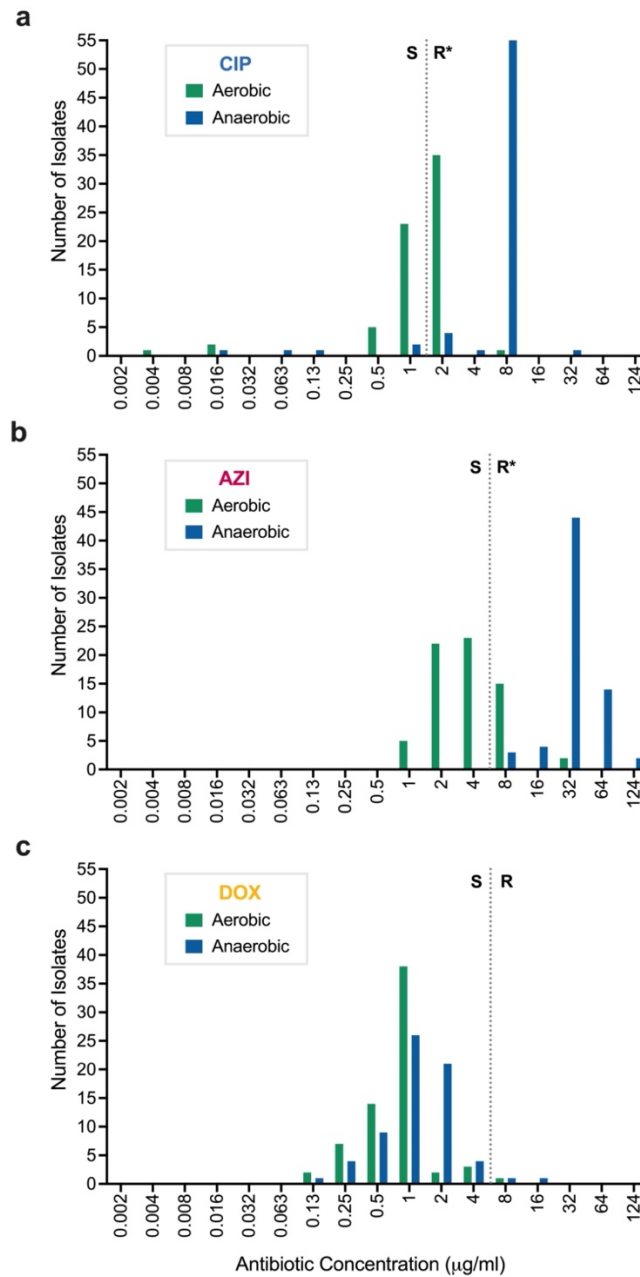 a
CIP
Aerobic
Anaerobic
S R*
Number of Isolates
55
50
45
40
35
30
25
20
15
10
5
0
0.002 0.004 0.008 0.016 0.032 0.063 0.13 0.25 0.5 1 2 4 8 16 32 64 124
b
AZI
Aerobic
Anaerobic
S R*
Number of Isolates
55
50
45
40
35
30
25
20
15
10
5
0
0.002 0.004 0.008 0.016 0.032 0.063 0.13 0.25 0.5 1 2 4 8 16 32 64 124
c
DOX
Aerobic
Anaerobic
S R
Number of Isolates
55
50
45
40
35
30
25
20
15
10
5
0
0.002 0.004 0.008 0.016 0.032 0.063 0.13 0.25 0.5 1 2 4 8 16 32 64 124
Antibiotic Concentration (μg/ml)